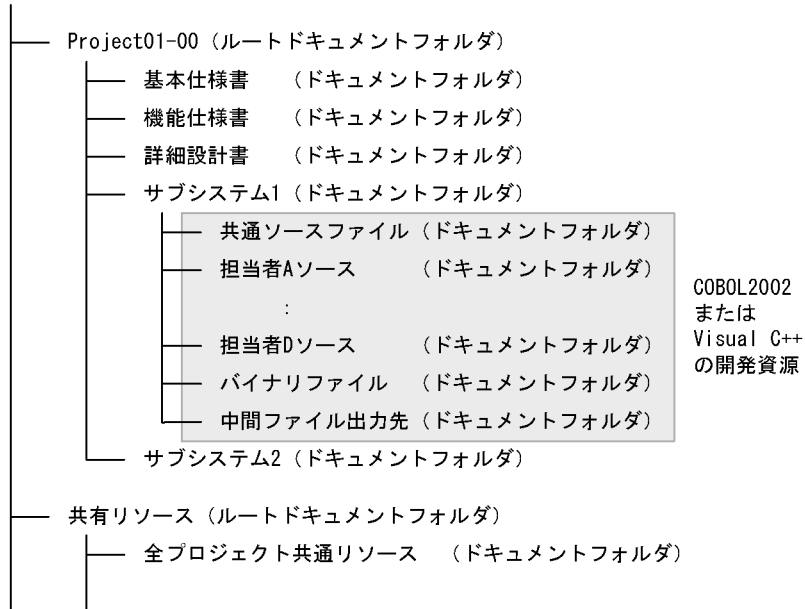 Project01-00（ルートドキュメントフォルダ）
基本仕様書　　（ドキュメントフォルダ）
機能仕様書　　（ドキュメントフォルダ）
詳細設計書　　（ドキュメントフォルダ）
サブシステム1（ドキュメントフォルダ）
共通ソースファイル（ドキュメントフォルダ）
担当者Aソース　　　（ドキュメントフォルダ）
：
担当者Dソース　　　（ドキュメントフォルダ）
バイナリファイル　（ドキュメントフォルダ）
中間ファイル出力先（ドキュメントフォルダ）
COBOL2002
または
Visual C++
の開発資源
サブシステム2（ドキュメントフォルダ）
共有リソース（ルートドキュメントフォルダ）
全プロジェクト共通リソース　（ドキュメントフォルダ）